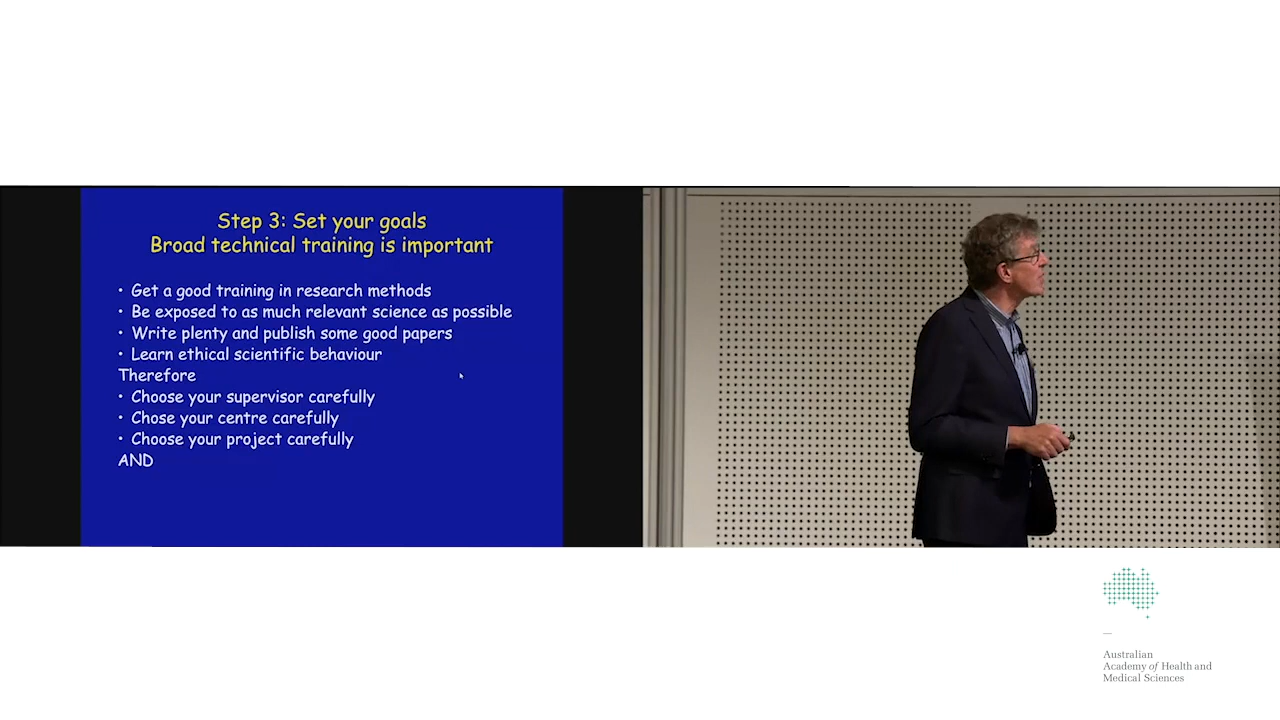 Step 3: Set your goals
Broad technical training is important
• Get a good training in research methods
• Be exposed to as much relevant science as possible
• Write plenty and publish some good papers
• Learn ethical scientific behaviour
Therefore
• Choose your supervisor carefully
• Chose your centre carefully
• Choose your project carefully
AND
Australian
Academy of Health and
Medical Sciences